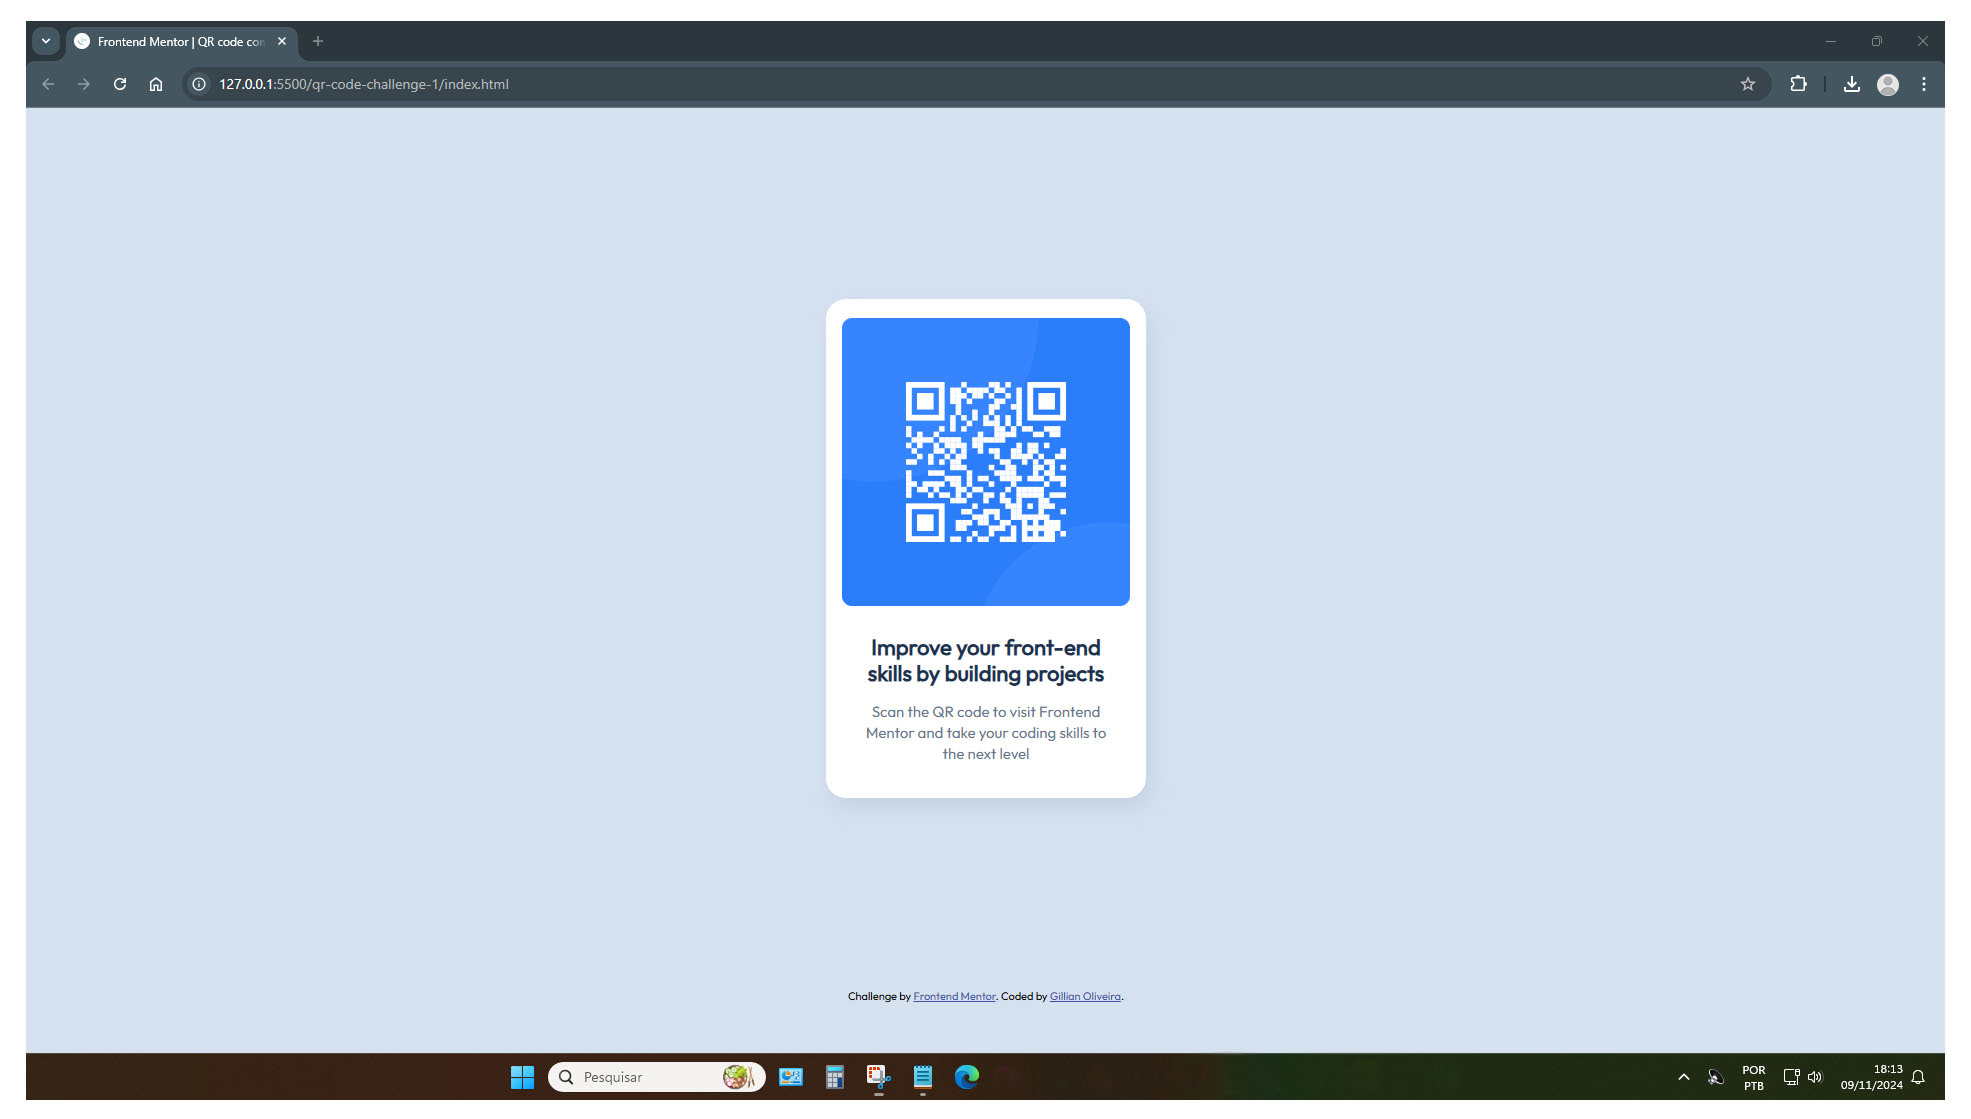 Frontend Mentor | QR code con
127.0.0.1:5500/qr-code-challenge-1/index.html
Improve your front-end
skills by building projects
Scan the QR code to visit Frontend
Mentor and take your coding skills to
the next level
Challenge by Frontend Mentor. Coded by Gillian Oliveira.
Pesquisar
POR
PTB
18:13
09/11/2024